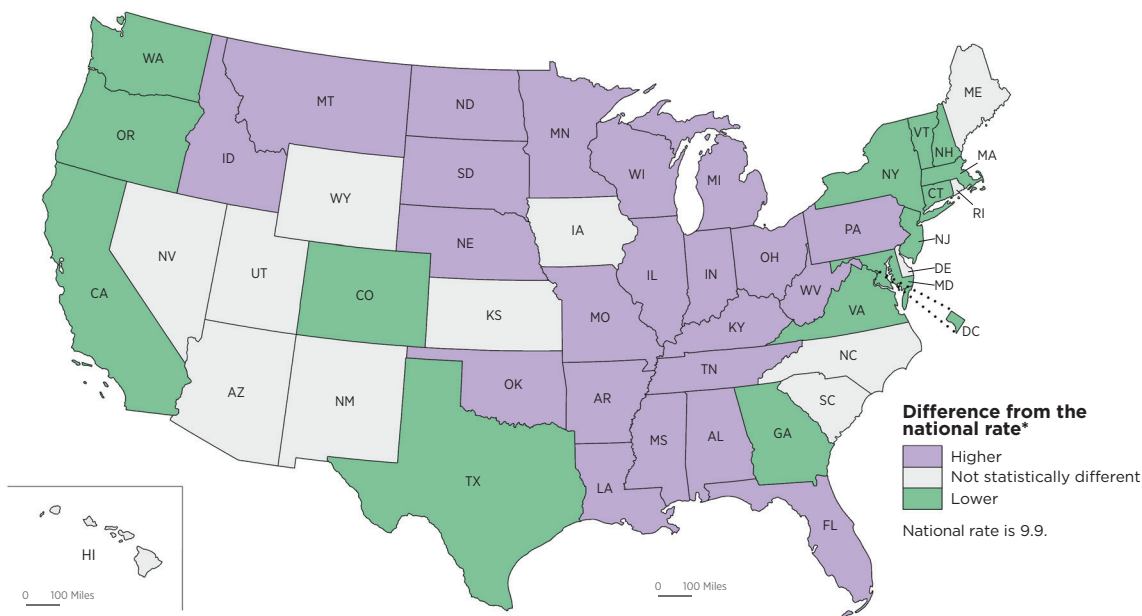 WA
OR
CA
MT
ID
WY
NV
UT
CO
AZ
NM
ND
SD
NE
KS
OK
TX
MN
IA
MO
AR
LA
WI
IL
MI
IN
OH
KY
TN
MS
AL
GA
FL
SC
NC
VA
WV
PA
NY
VT
NH
ME
MA
CT
RI
NJ
DE
MD
DC
HI
0 100 Miles
0 100 Miles
Difference from the
national rate*
Higher
Not statistically different
Lower
National rate is 9.9.